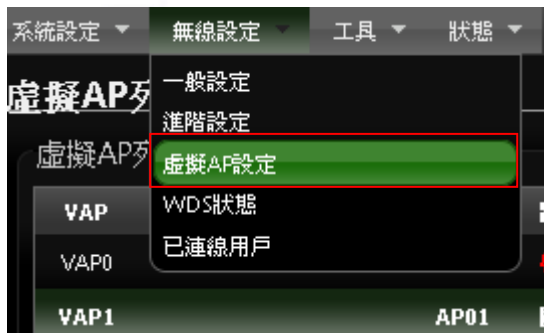 系統設定 無線設定 工具 狀態
一般設定
虛擬AP列
進階設定
虛擬AP列
虛擬AP設定
VAP
WDS狀態
VAP0
已連線用戶
VAP1 AP01